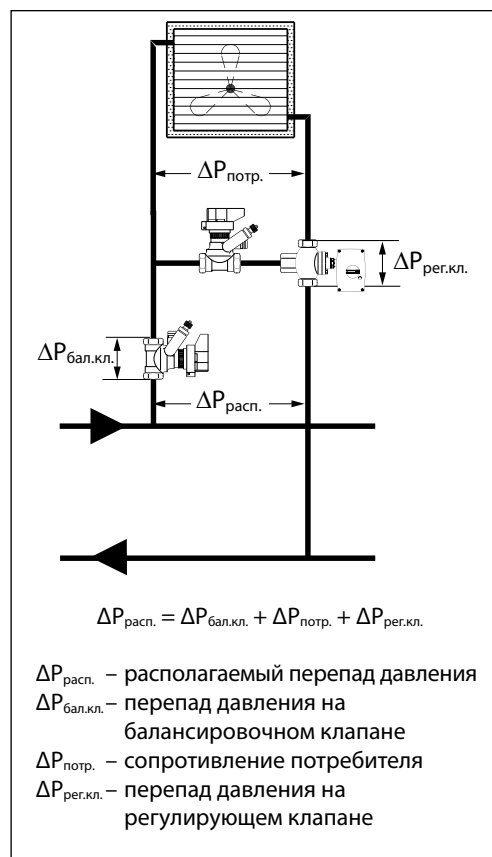 ΔPпотр.
ΔPрег.кл.
ΔPбал.кл.
ΔPрасп.
ΔPрасп. = ΔPбал.кл. + ΔPпотр. + ΔPрег.кл.
ΔPрасп. – располагаемый перепад давления
ΔPбал.кл. – перепад давления на
балансировочном клапане
ΔPпотр. – сопротивление потребителя
ΔPрег.кл. – перепад давления на
регулирующем клапане